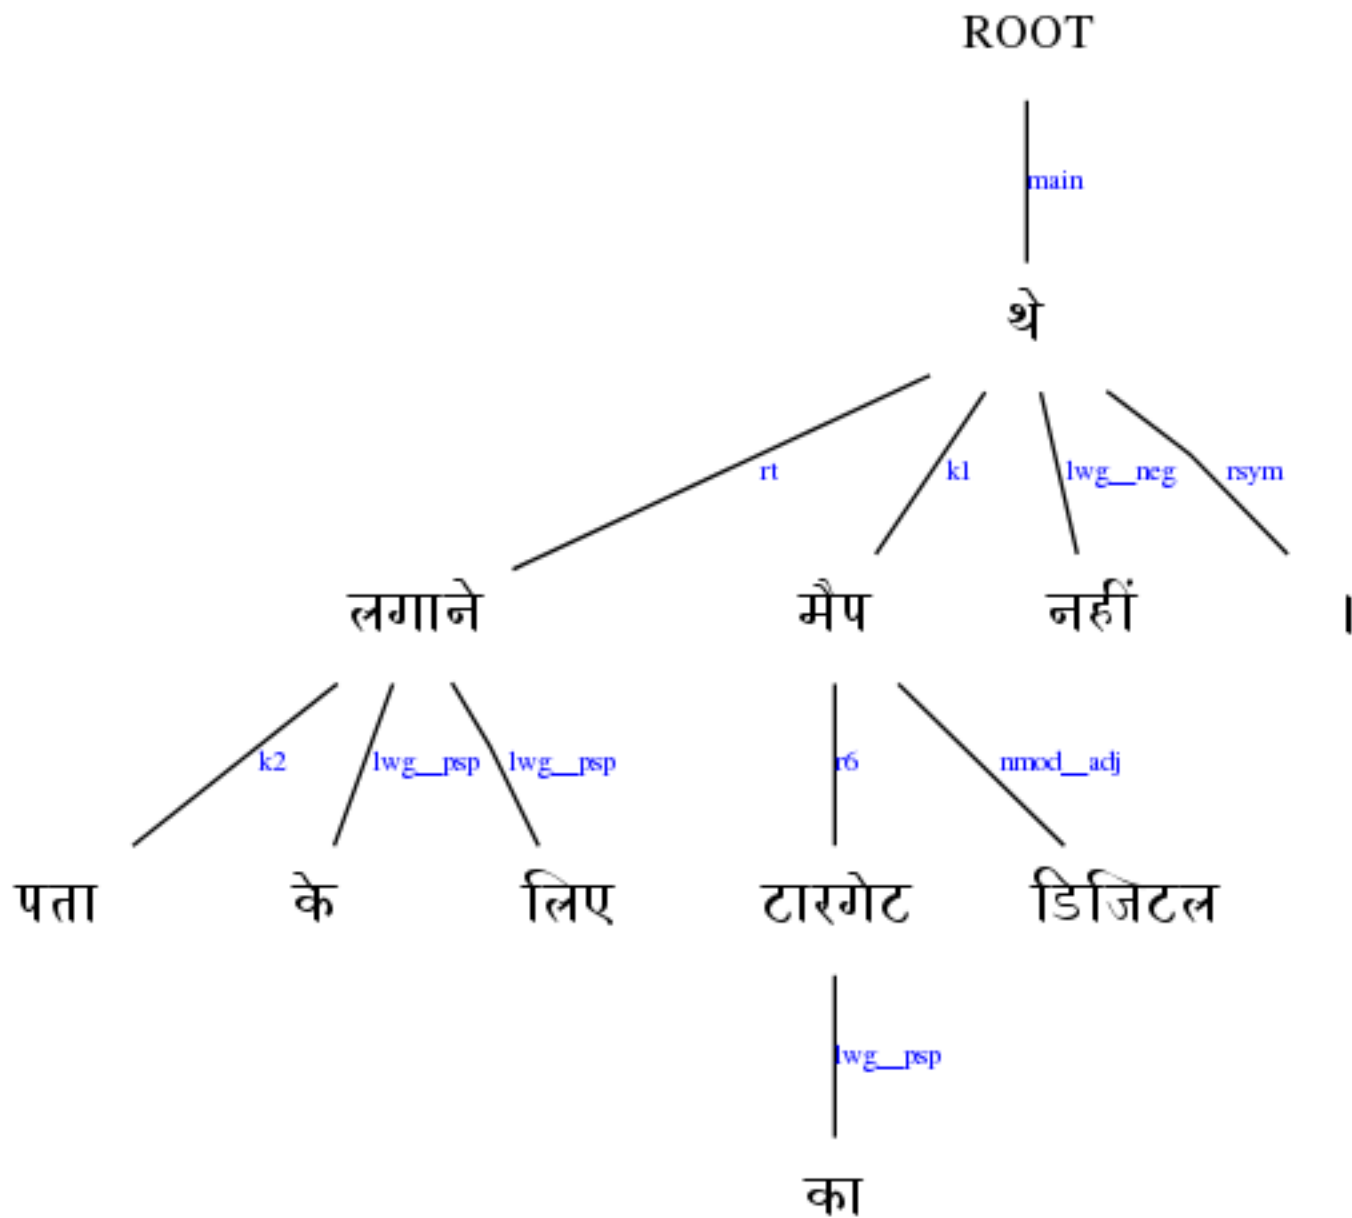 ROOT
main
थे
rt k1 lwg__neg rsym
लगाने मैप नहीं ।
k2 lwg__psp lwg__psp r6 nmod__adj
पता के लिए टारगेट डिजिटल
lwg__psp
का